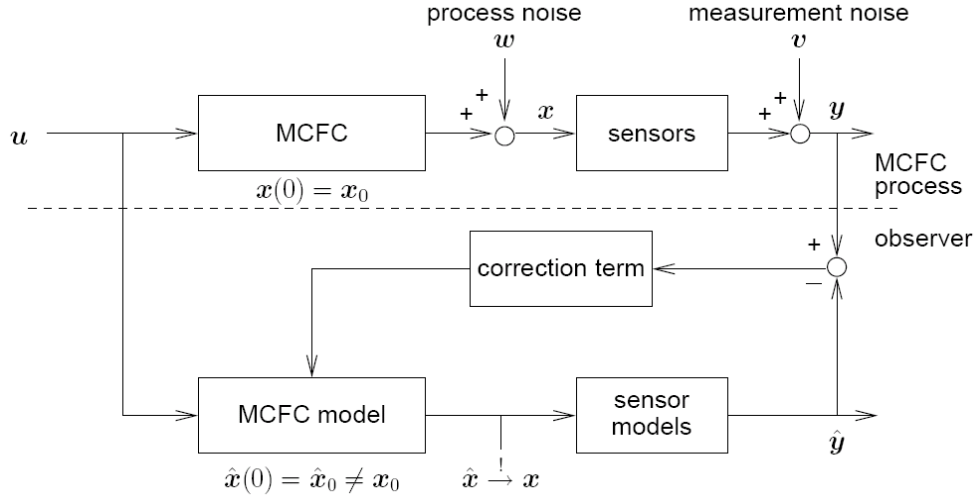 process noise
measurement noise
w
v
+
+
x
+
+
y
u
MCFC
sensors
MCFC
process
x(0) = x₀
observer
+
correction term
−
MCFC model
sensor
models
x̂(0) = x̂₀ ≠ x₀
!
x̂ → x
ŷ